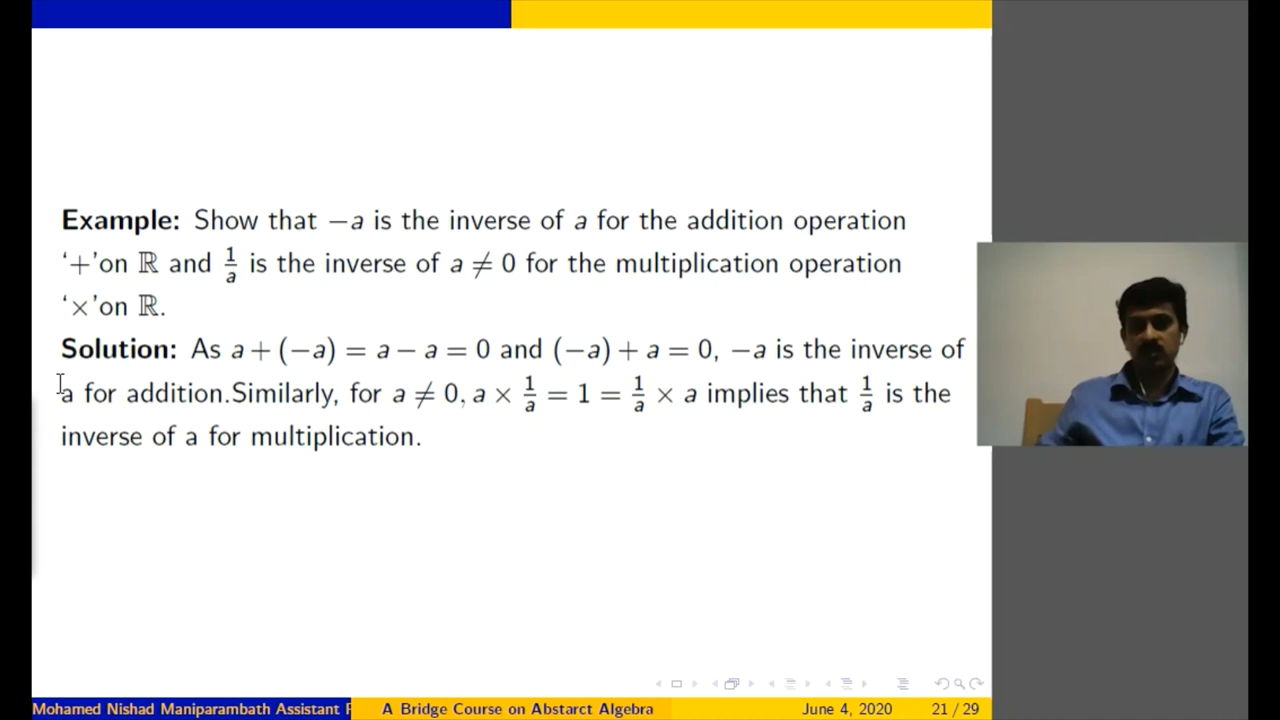 Example: Show that −a is the inverse of a for the addition operation
‘+’on ℝ and 1/a is the inverse of a ≠ 0 for the multiplication operation
‘×’on ℝ.
Solution: As a + (−a) = a − a = 0 and (−a) + a = 0, −a is the inverse of
a for addition.Similarly, for a ≠ 0, a × 1/a = 1 = 1/a × a implies that 1/a is the
inverse of a for multiplication.
Mohamed Nishad Maniparambath Assistant A Bridge Course on Abstarct Algebra June 4, 2020 21 / 29